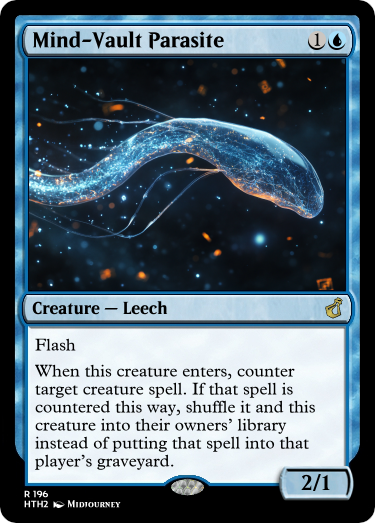 Mind-Vault Parasite 1
Creature — Leech
Flash
When this creature enters, counter
target creature spell. If that spell is
countered this way, shuffle it and this
creature into their owners' library
instead of putting that spell into that
player's graveyard.
2/1
R 196
HTH2 Midjourney